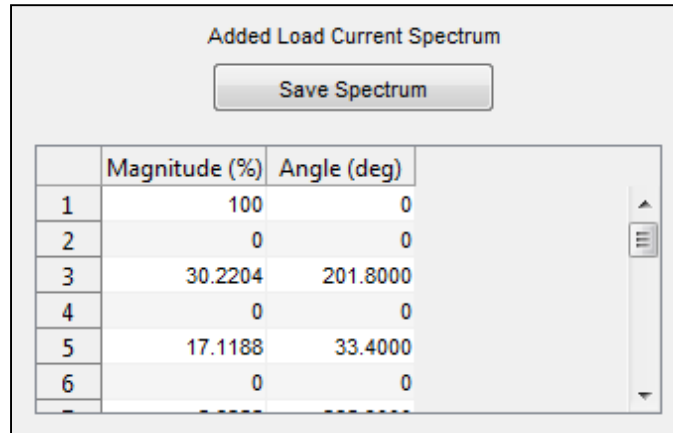 Added Load Current Spectrum
Save Spectrum
Magnitude (%) Angle (deg)
1 100 0
2 0 0
3 30.2204 201.8000
4 0 0
5 17.1188 33.4000
6 0 0